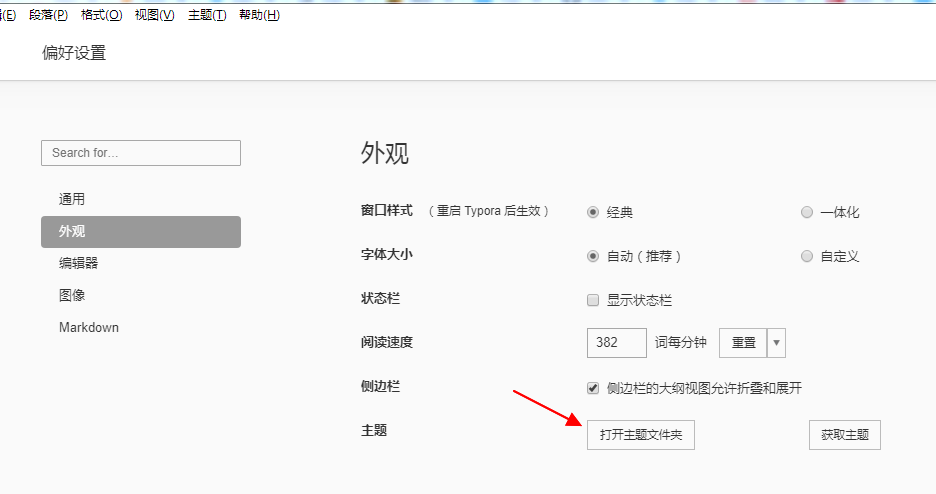 (E) 段落(P) 格式(O) 视图(V) 主题(T) 帮助(H)
偏好设置
Search for...
通用
外观
编辑器
图像
Markdown
外观
窗口样式 （重启 Typora 后生效） 经典 一体化
字体大小 自动（推荐） 自定义
状态栏 显示状态栏
阅读速度 382 词每分钟 重置
侧边栏 侧边栏的大纲视图允许折叠和展开
主题 打开主题文件夹 获取主题